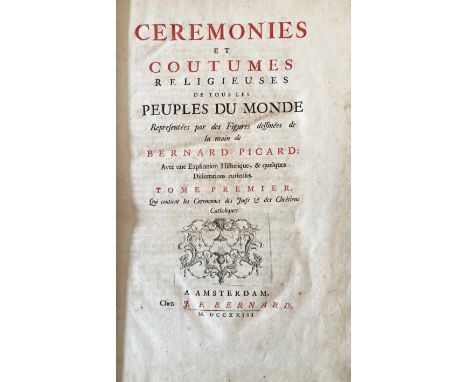 CEREMONIES
ET
COUTUMES
RELIGIEUSES
DE TOUS LES
PEUPLES DU MONDE
Representées par des Figures dessinées de
la main de
BERNARD PICARD:
Avec une Explication Historique, & quelques
Dissertations curieuses.
TOME PREMIER,
Qui contient les Ceremonies des Juifs & des Chrêtiens
Catholiques.
A AMSTERDAM,
Chez J. F. BERNARD,
M. DCCXXIII.